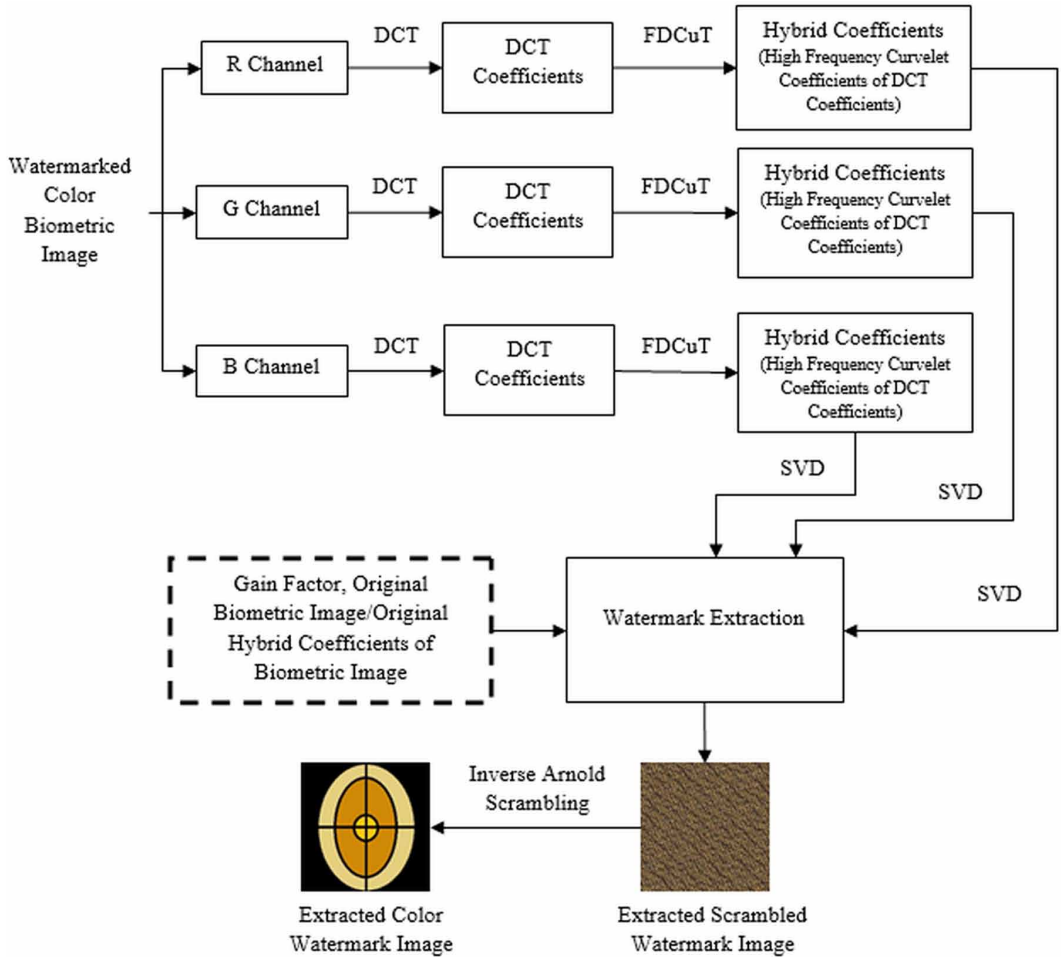 DCT
FDCuT
R Channel
DCT
Coefficients
Hybrid Coefficients
(High Frequency Curvelet
Coefficients of DCT
Coefficients)
Watermarked
Color
Biometric
Image
DCT
FDCuT
G Channel
DCT
Coefficients
Hybrid Coefficients
(High Frequency Curvelet
Coefficients of DCT
Coefficients)
DCT
FDCuT
B Channel
DCT
Coefficients
Hybrid Coefficients
(High Frequency Curvelet
Coefficients of DCT
Coefficients)
SVD
SVD
SVD
Gain Factor, Original
Biometric Image/Original
Hybrid Coefficients of
Biometric Image
Watermark Extraction
Inverse Arnold
Scrambling
Extracted Color
Watermark Image
Extracted Scrambled
Watermark Image